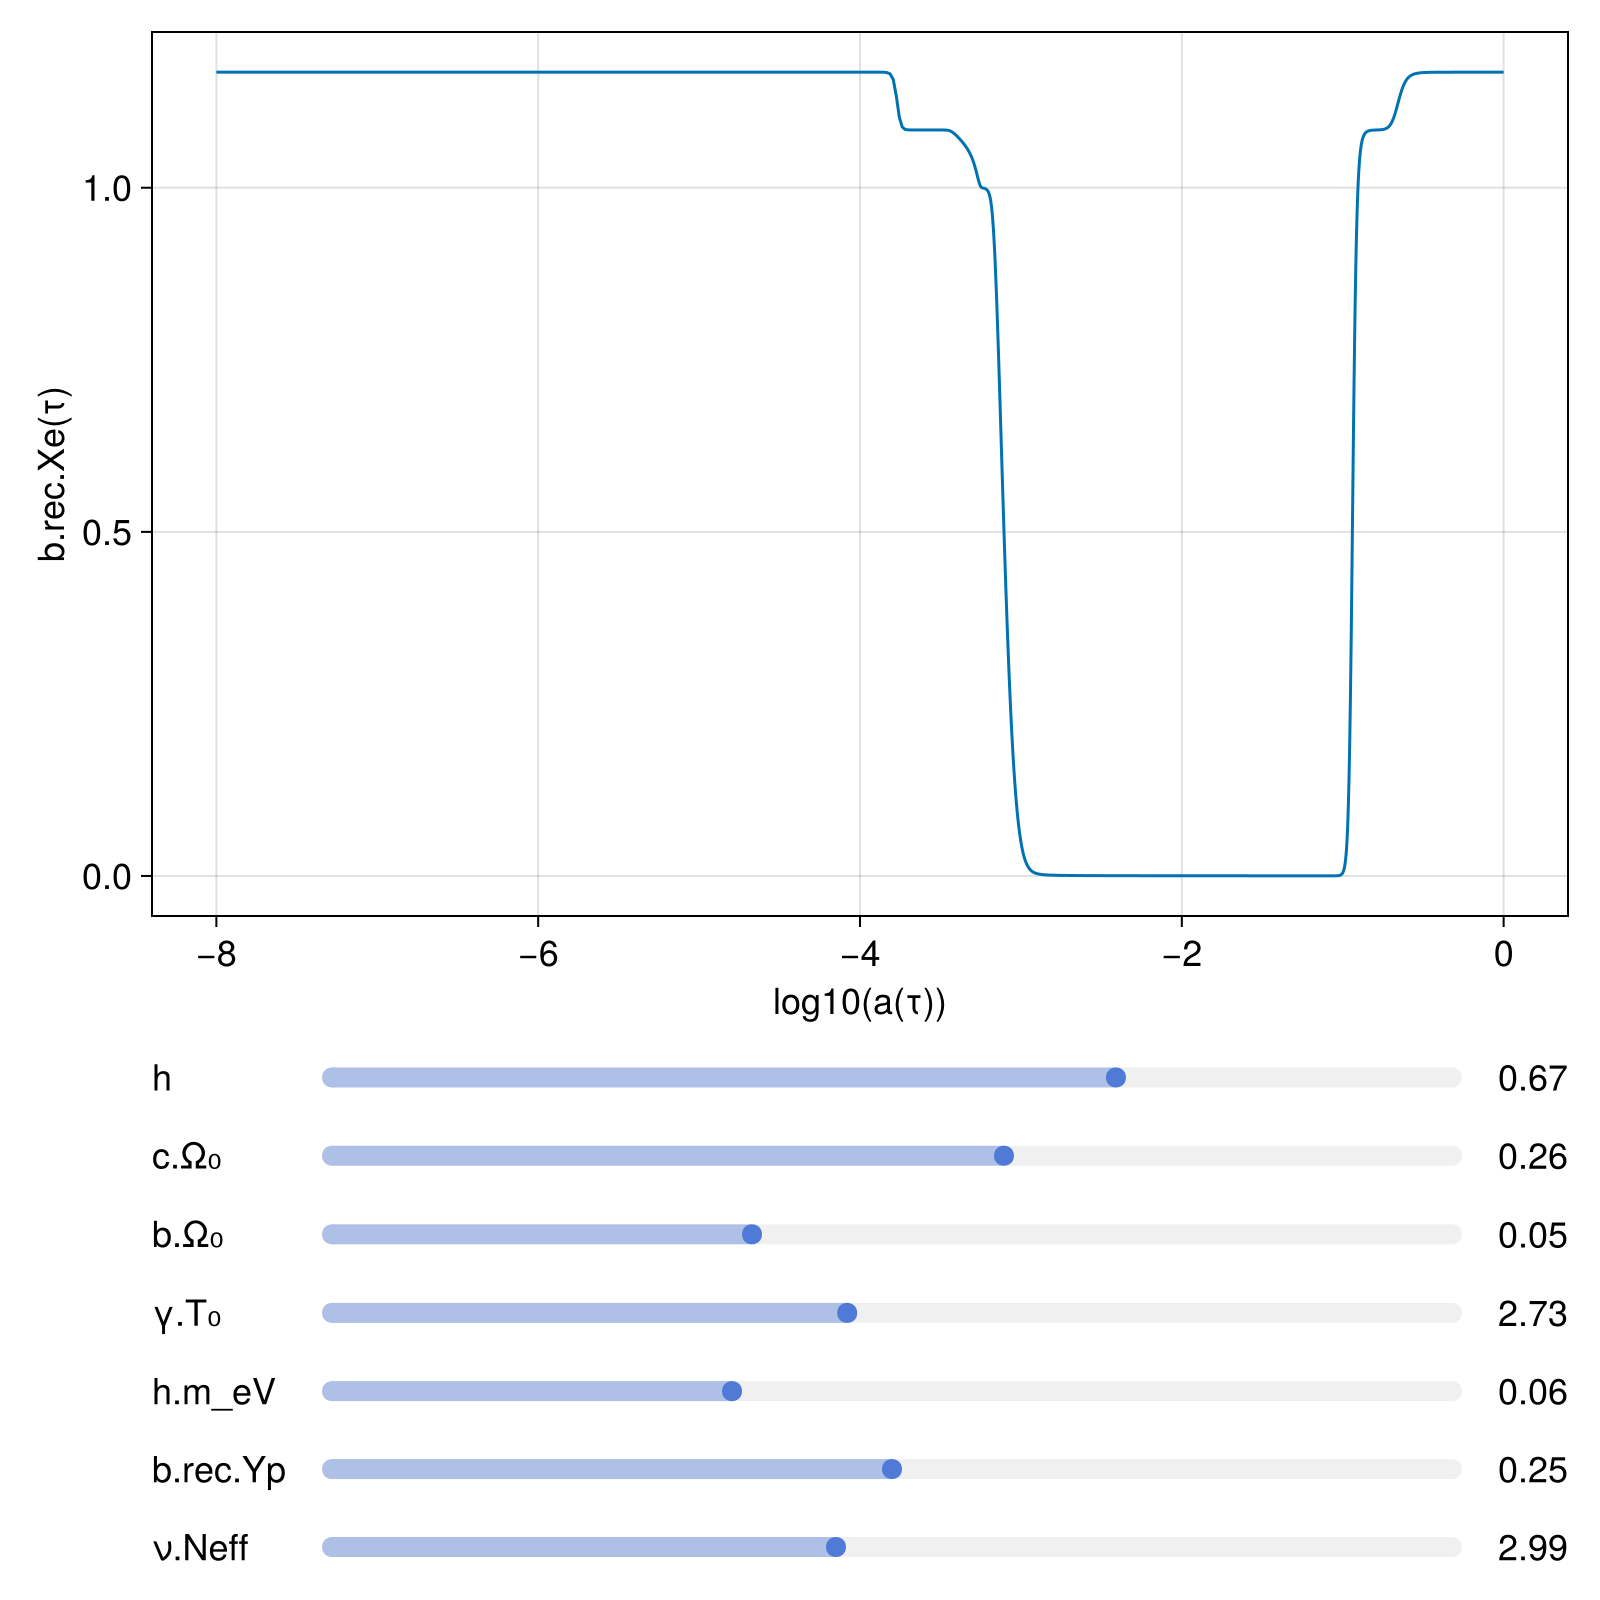 1.0
0.5
0.0
b.rec.Xe(τ)
−8 −6 −4 −2 0
log10(a(τ))
h 0.67
c.Ω₀ 0.26
b.Ω₀ 0.05
γ.T₀ 2.73
h.m_eV 0.06
b.rec.Yp 0.25
ν.Neff 2.99